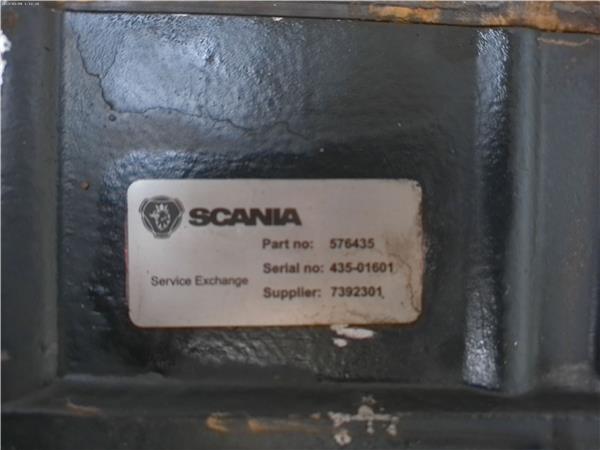 SCANIA
Part no: 576435
Serial no: 435-01601
Service Exchange
Supplier: 7392301